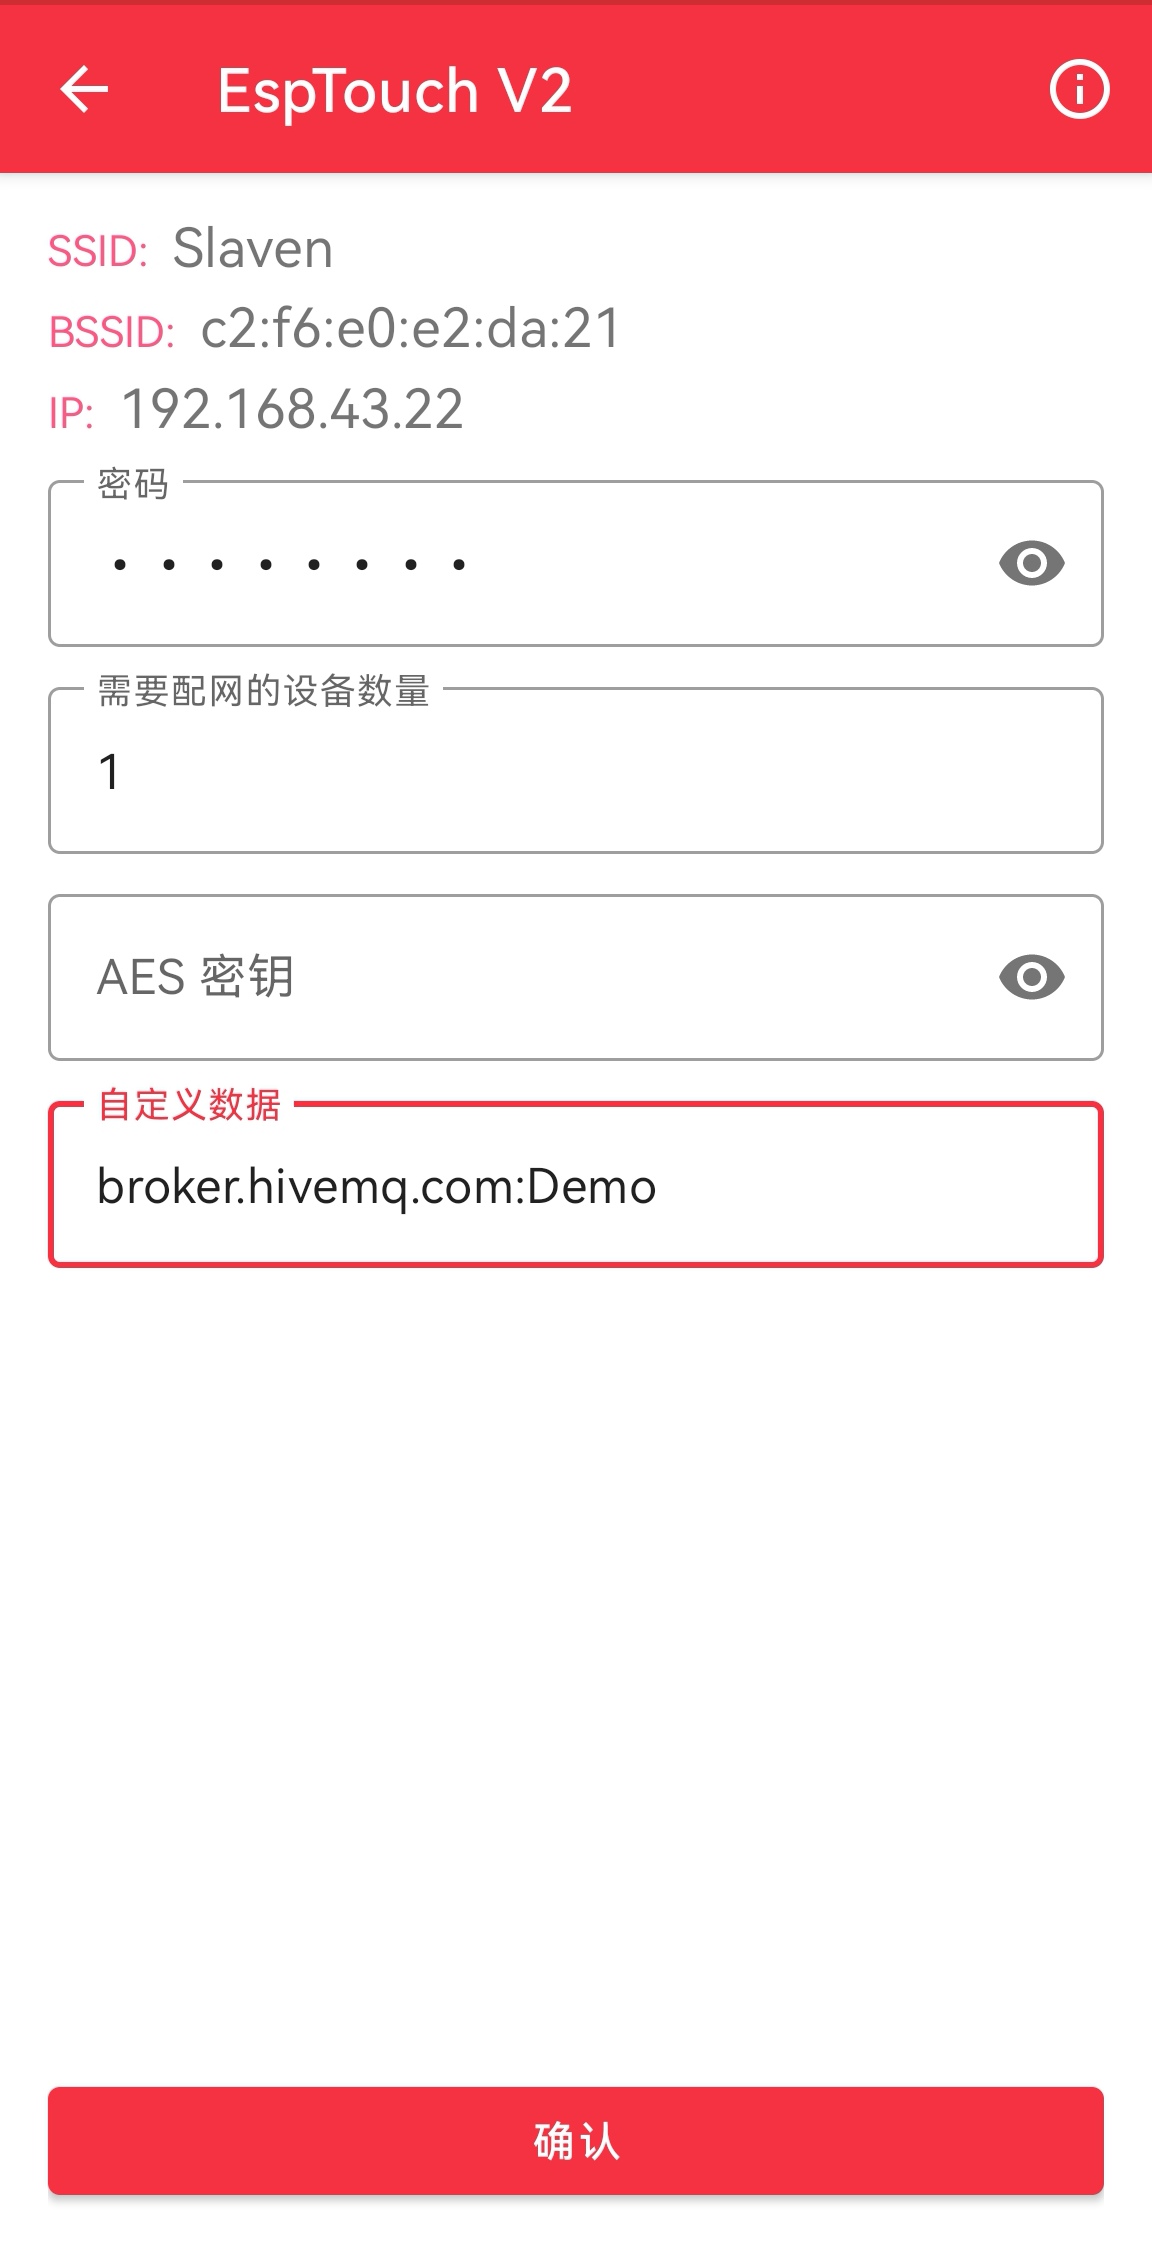 EspTouch V2
SSID: Slaven
BSSID: c2:f6:e0:e2:da:21
IP: 192.168.43.22
密码
••••••••
需要配网的设备数量
1
AES 密钥
自定义数据
broker.hivemq.com:Demo
确认